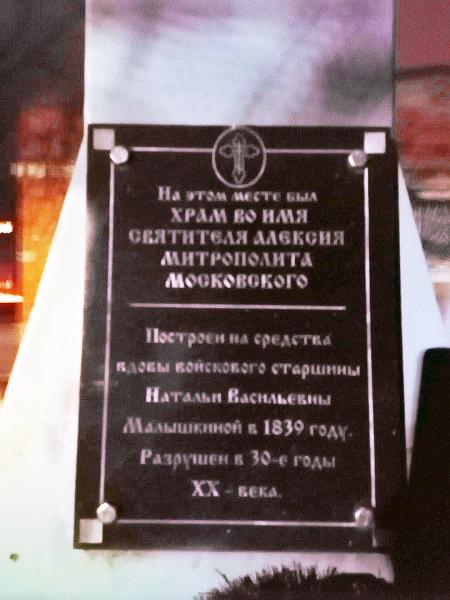 На этом месте был
ХРАМ ВО ИМЯ
СВЯТИТЕЛЯ АЛЕКСИЯ
МИТРОПОЛИТА
МОСКОВСКОГО
Построен на средства
вдовы войскового старшины
Натальи Васильевны
Малышкиной в 1839 году.
Разрушен в 30-е годы
XX - века.